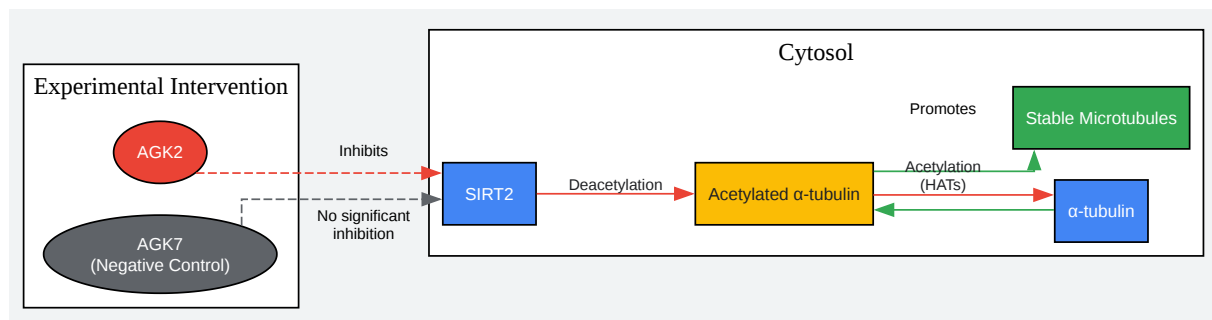 Experimental Intervention
AGK2
AGK7
(Negative Control)
Inhibits
No significant
inhibition
Cytosol
SIRT2
Deacetylation
Acetylated α-tubulin
Promotes
Stable Microtubules
Acetylation
(HATs)
α-tubulin